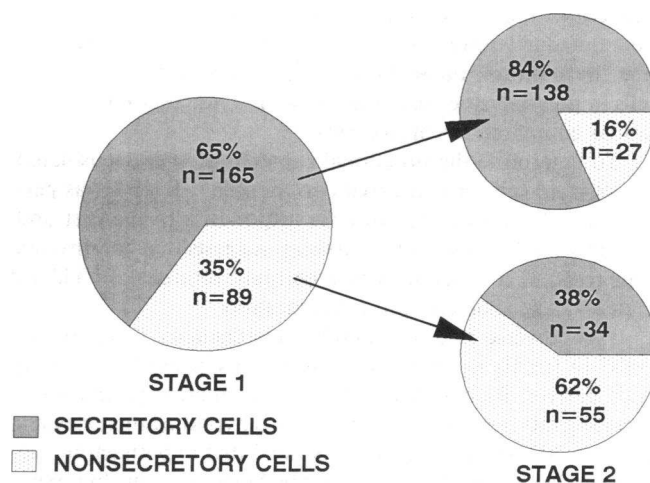 84%
n=138
16%
n=27
65%
n=165
35%
n=89
38%
n=34
62%
n=55
STAGE 1
SECRETORY CELLS
NONSECRETORY CELLS
STAGE 2